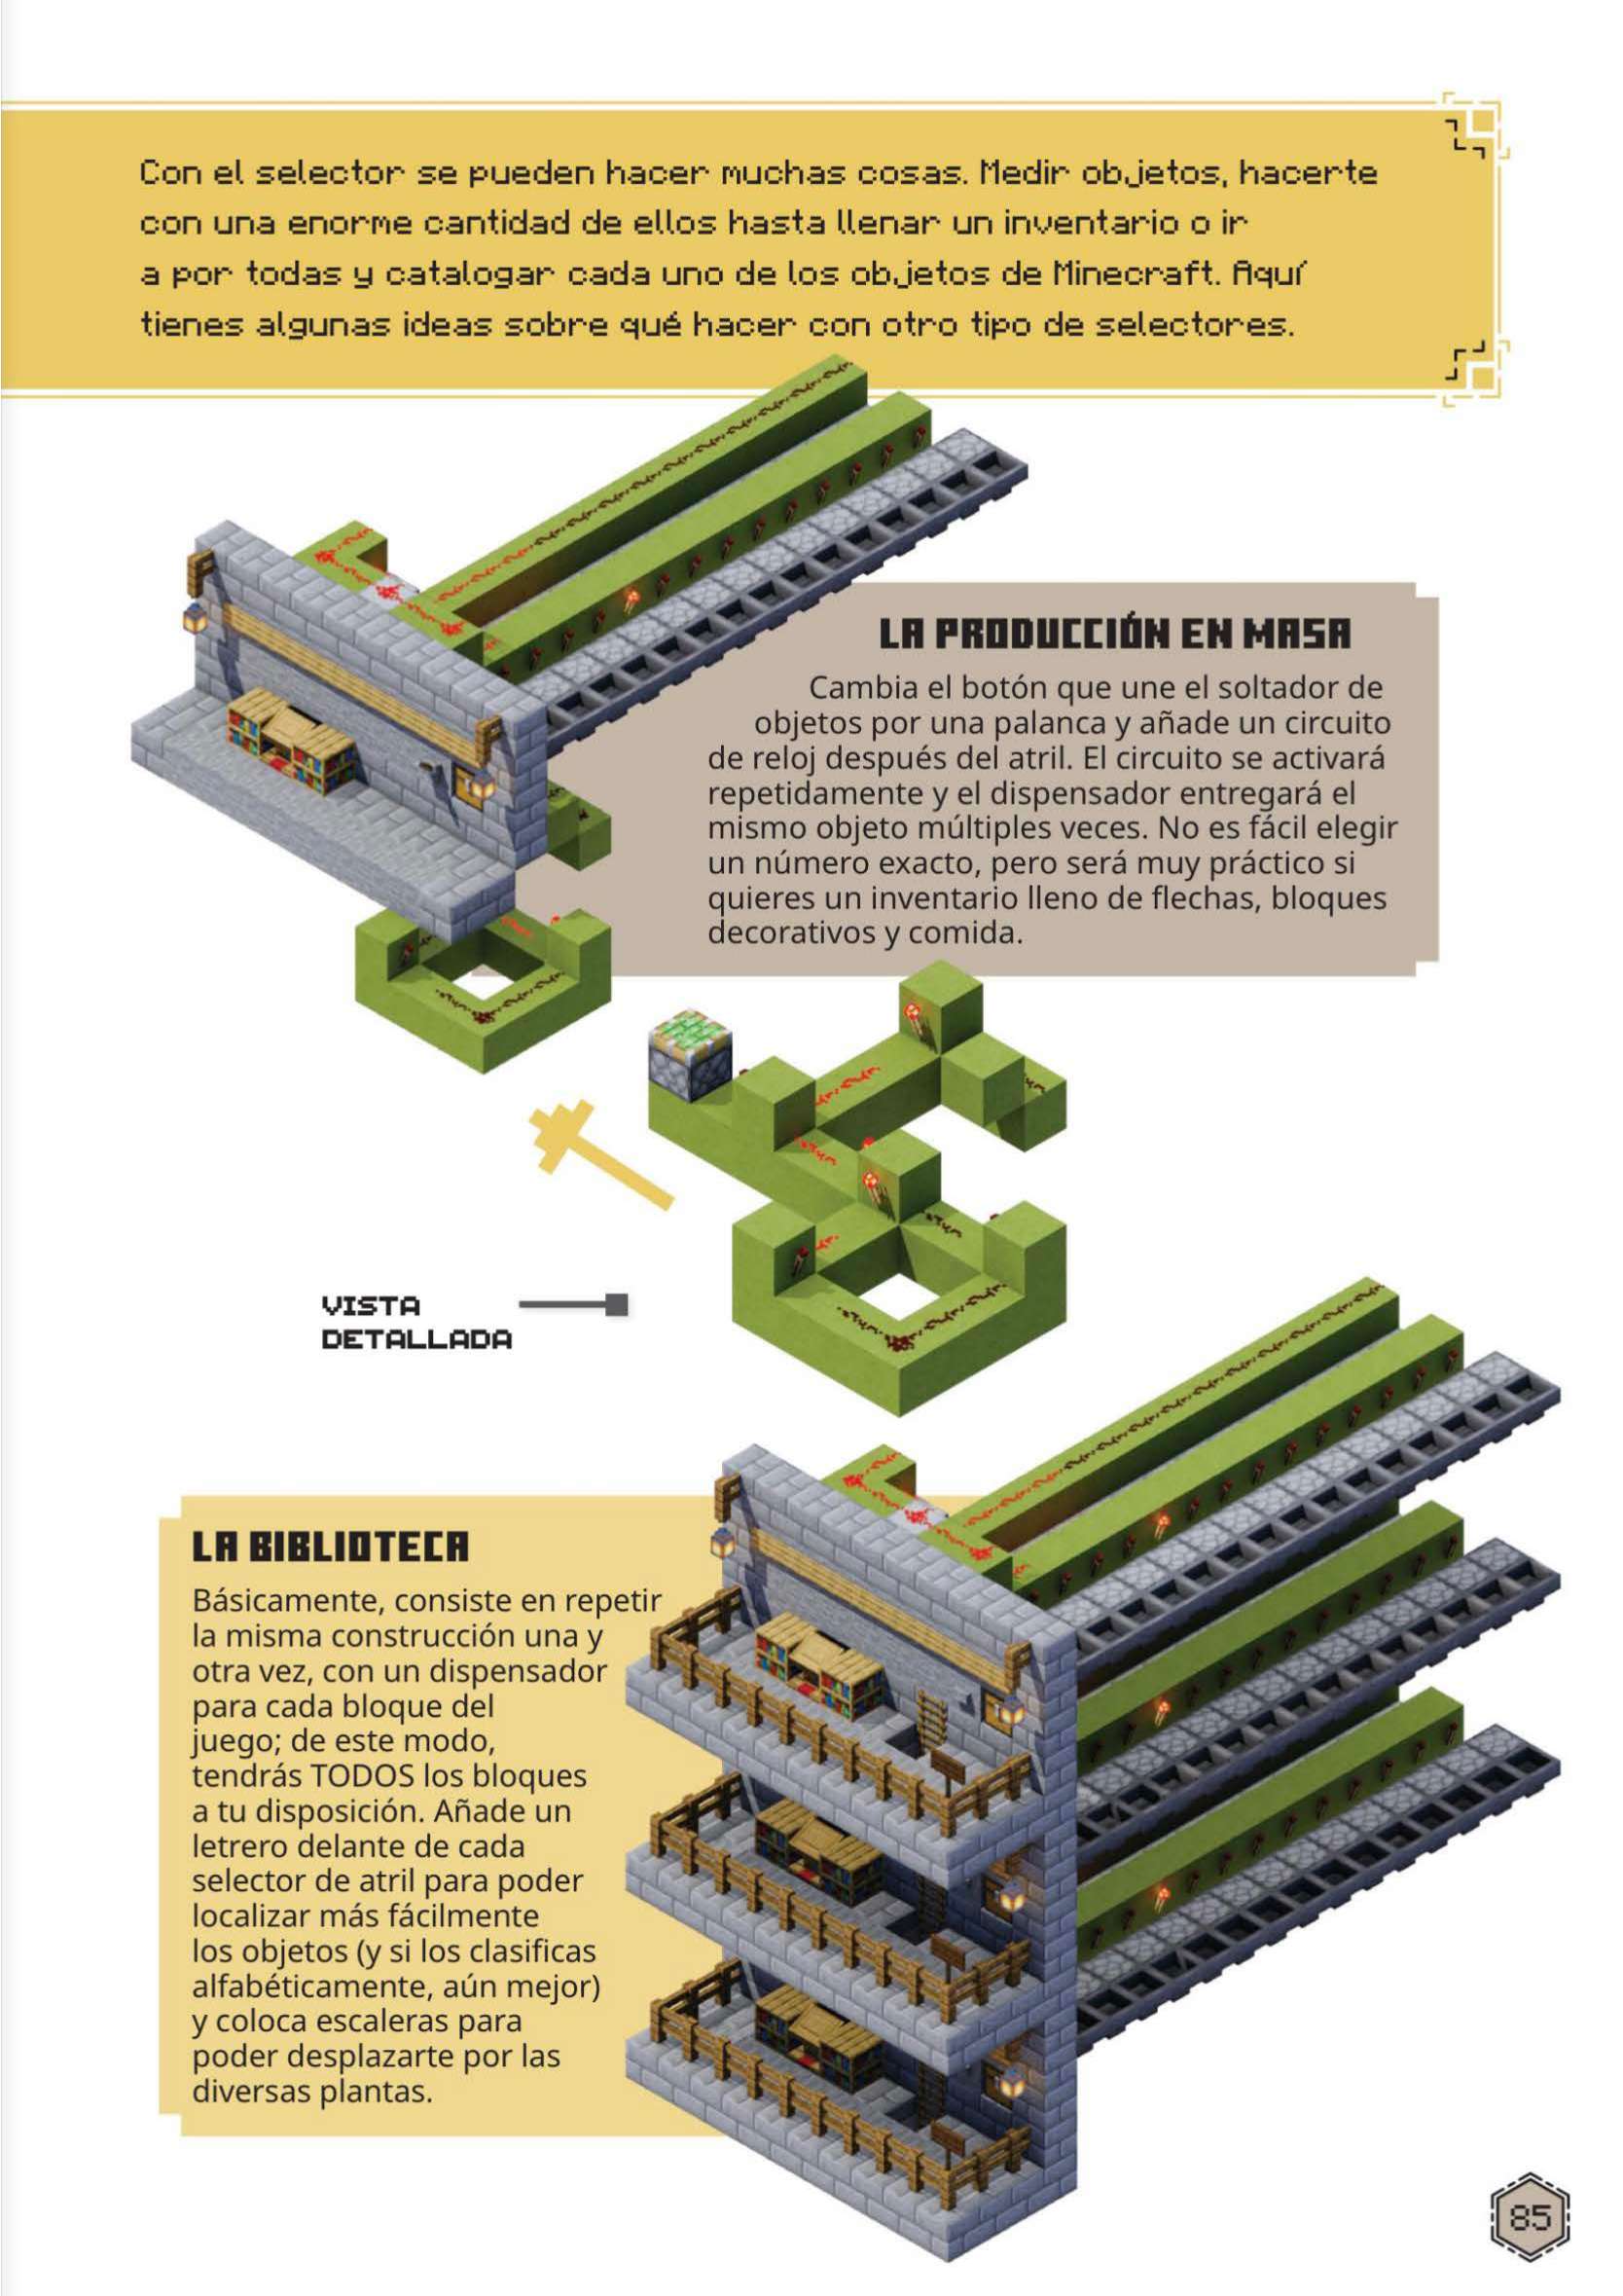 Con el selector se pueden hacer muchas cosas. Medir objetos, hacerte
con una enorme cantidad de ellos hasta llenar un inventario o ir
a por todas y catalogar cada uno de los objetos de Minecraft. Aquí
tienes algunas ideas sobre qué hacer con otro tipo de selectores.
LA PRODUCCIÓN EN MASA
Cambia el botón que une el soltador de
objetos por una palanca y añade un circuito
de reloj después del atril. El circuito se activará
repetidamente y el dispensador entregará el
mismo objeto múltiples veces. No es fácil elegir
un número exacto, pero será muy práctico si
quieres un inventario lleno de flechas, bloques
decorativos y comida.
VISTA
DETALLADA
LA BIBLIOTECA
Básicamente, consiste en repetir
la misma construcción una y
otra vez, con un dispensador
para cada bloque del
juego; de este modo,
tendrás TODOS los bloques
a tu disposición. Añade un
letrero delante de cada
selector de atril para poder
localizar más fácilmente
los objetos (y si los clasificas
alfabéticamente, aún mejor)
y coloca escaleras para
poder desplazarte por las
diversas plantas.
85